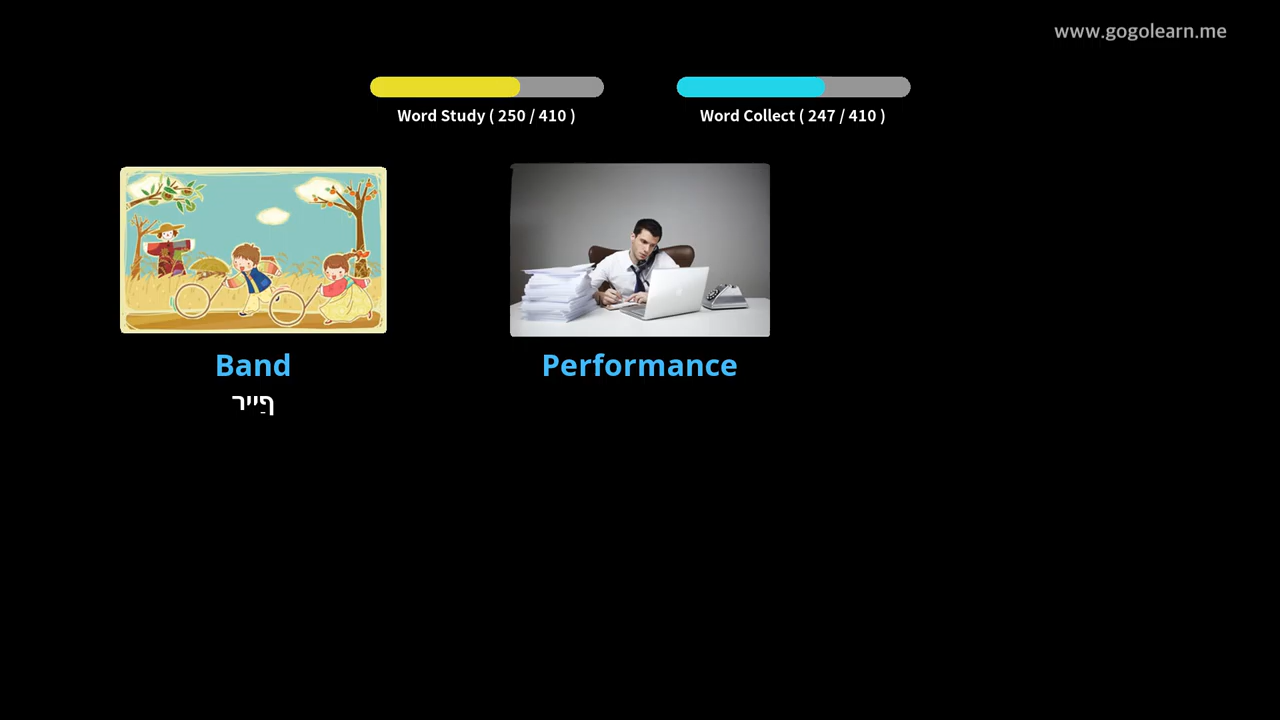 www.gogolearn.me
Word Study ( 250 / 410 )
Word Collect ( 247 / 410 )
Band
ףַייר
Performance